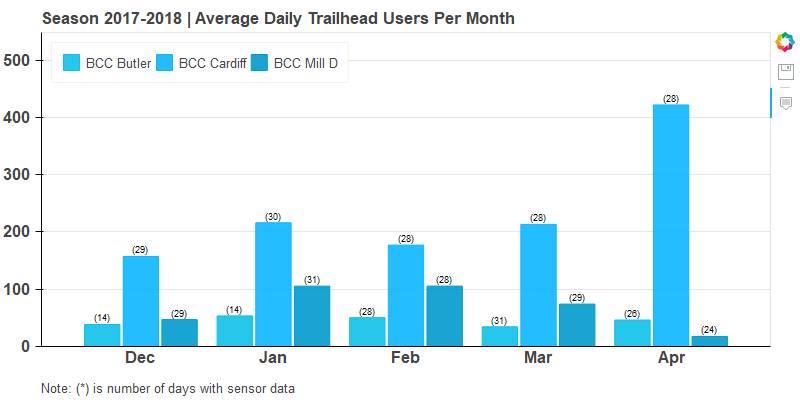 Season 2017-2018 | Average Daily Trailhead Users Per Month
BCC Butler BCC Cardiff BCC Mill D
500
400
300
200
100
0
(14) (29) (29)
(14) (30) (31)
(28) (28) (28)
(31) (28) (29)
(26) (28) (24)
Dec Jan Feb Mar Apr
Note: (*) is number of days with sensor data